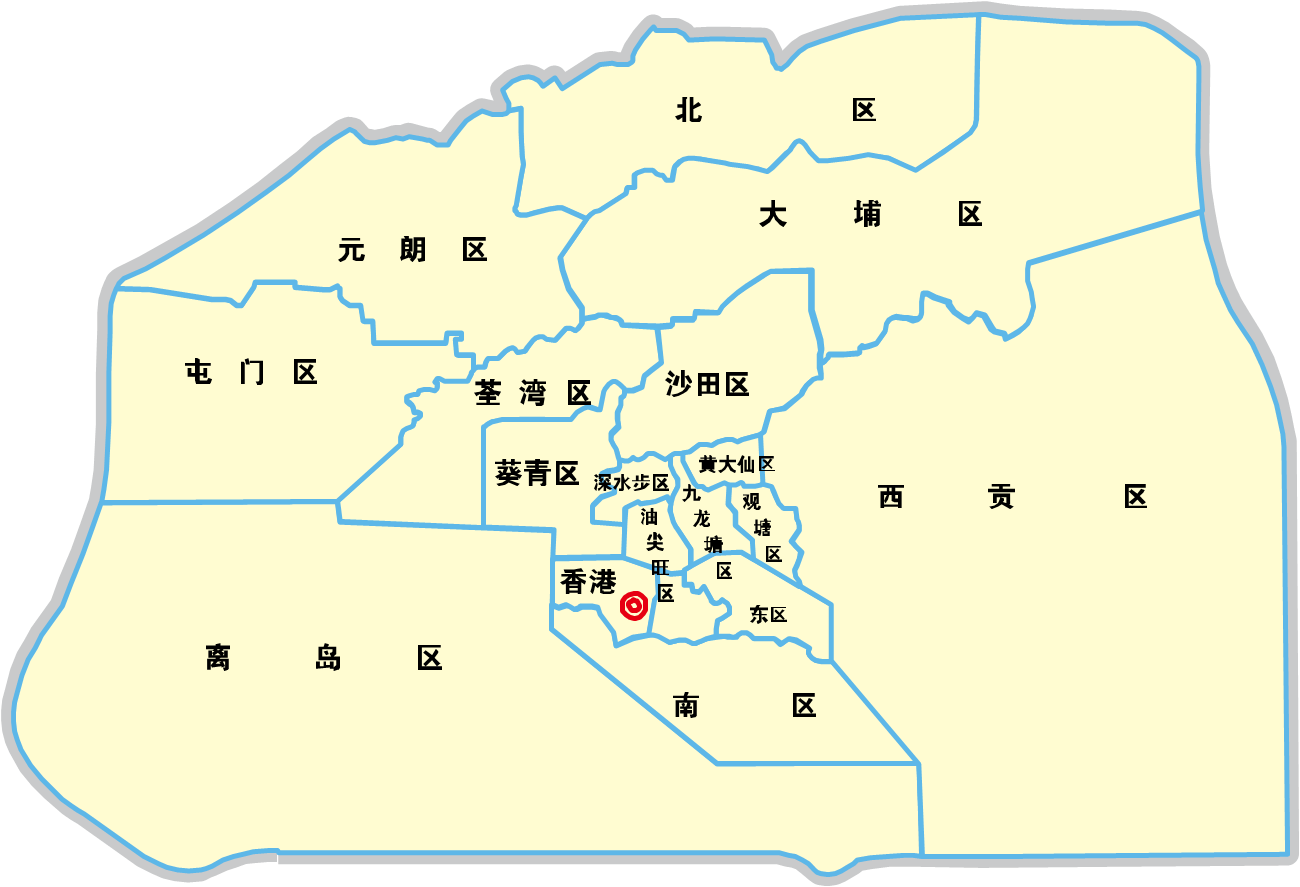 北区
大埔区
元朗区
屯门区
荃湾区
沙田区
葵青区
黄大仙区
深水步区
九龙塘区
观塘区
西贡区
油尖旺区
香港
东区
离岛区
南区